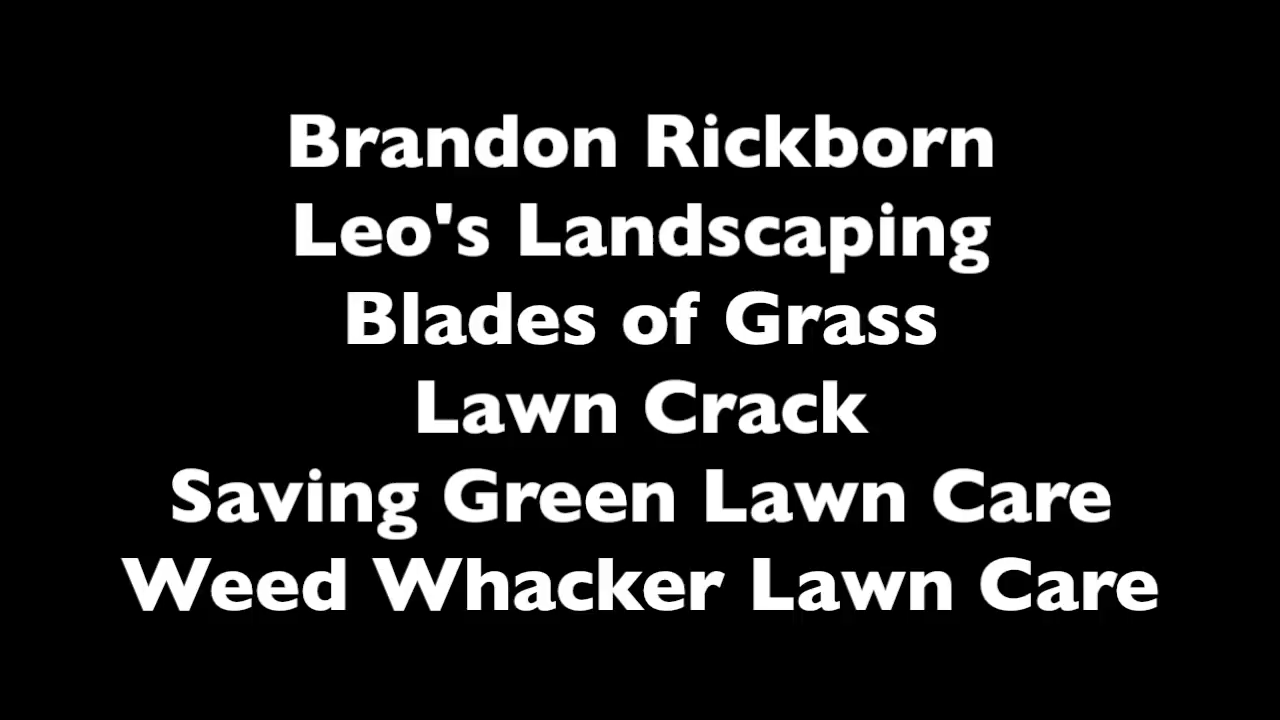 Brandon Rickborn
Leo's Landscaping
Blades of Grass
Lawn Crack
Saving Green Lawn Care
Weed Whacker Lawn Care